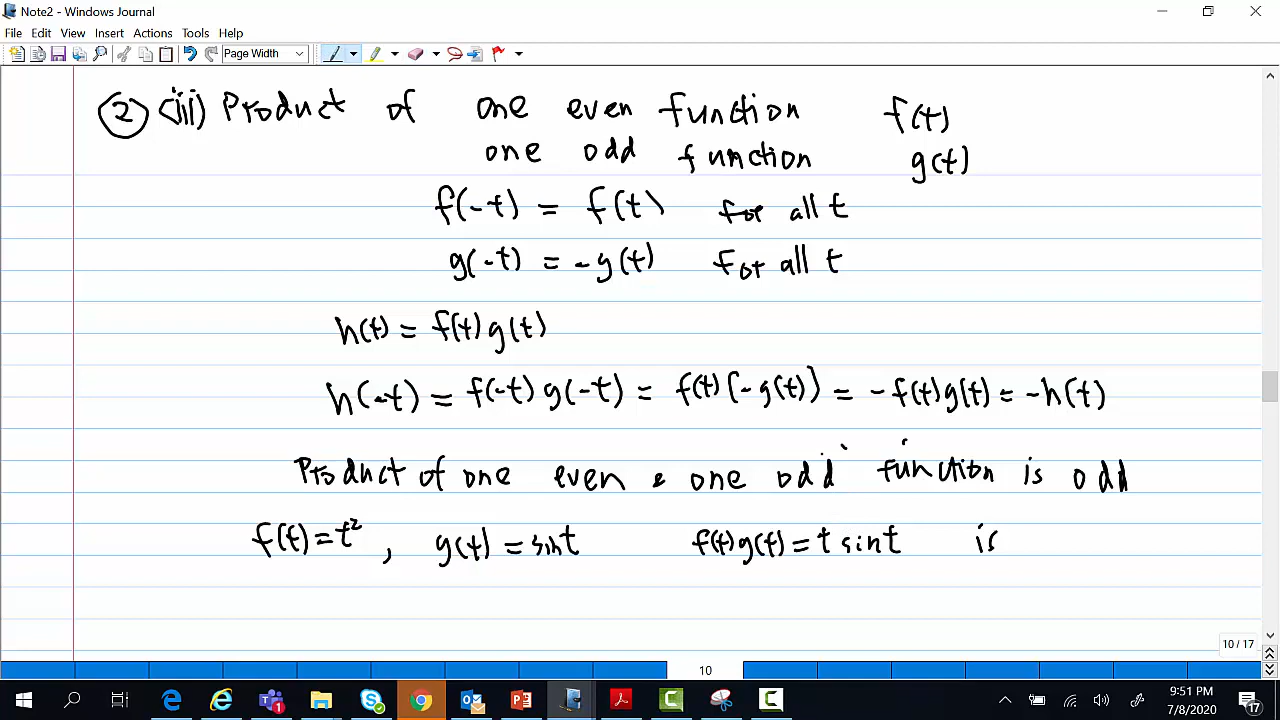 Note2 - Windows Journal
File Edit View Insert Actions Tools Help
Page Width
② (iii) Product of one even function f(t)
one odd function g(t)
f(-t) = f(t) for all t
g(-t) = -g(t) for all t
h(t) = f(t)g(t)
h(-t) = f(-t)g(-t) = f(t)(-g(t)) = -f(t)g(t) = -h(t)
Product of one even & one odd function is odd
f(t) = t², g(t) = sint f(t)g(t) = t sint is
10 / 17
10
9:51 PM
7/8/2020
17